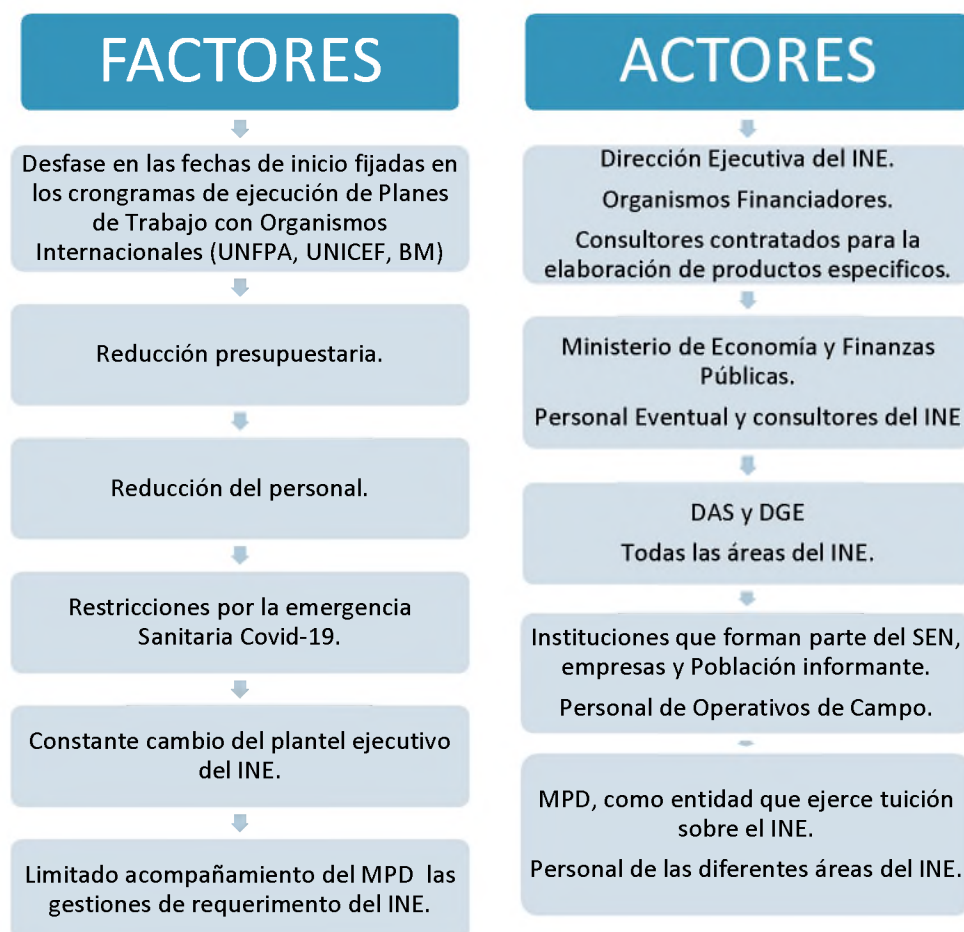 FACTORES
Desfase en las fechas de inicio fijadas en
los crongramas de ejecución de Planes
de Trabajo con Organismos
Internacionales (UNFPA, UNICEF, BM)
Reducción presupuestaria.
Reducción del personal.
Restricciones por la emergencia
Sanitaria Covid-19.
Constante cambio del plantel ejecutivo
del INE.
Limitado acompañamiento del MPD las
gestiones de requerimento del INE.
ACTORES
Dirección Ejecutiva del INE.
Organismos Financiadores.
Consultores contratados para la
elaboración de productos especificos.
Ministerio de Economía y Finanzas
Públicas.
Personal Eventual y consultores del INE
DAS y DGE
Todas las áreas del INE.
Instituciones que forman parte del SEN,
empresas y Población informante.
Personal de Operativos de Campo.
MPD, como entidad que ejerce tuición
sobre el INE.
Personal de las diferentes áreas del INE.